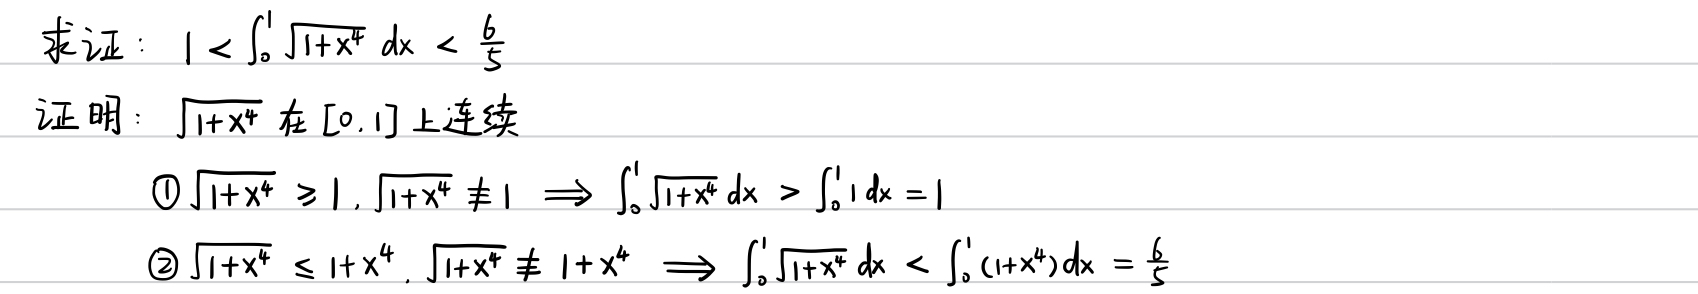 求证: 1 < ∫₀¹ √(1+x⁴) dx < 6/5
证明: √(1+x⁴) 在 [0,1] 上连续
① √(1+x⁴) ≥ 1, √(1+x⁴) ≢ 1 ⟹ ∫₀¹ √(1+x⁴) dx > ∫₀¹ 1 dx = 1
② √(1+x⁴) ≤ 1+x⁴, √(1+x⁴) ≢ 1+x⁴ ⟹ ∫₀¹ √(1+x⁴) dx < ∫₀¹ (1+x⁴) dx = 6/5